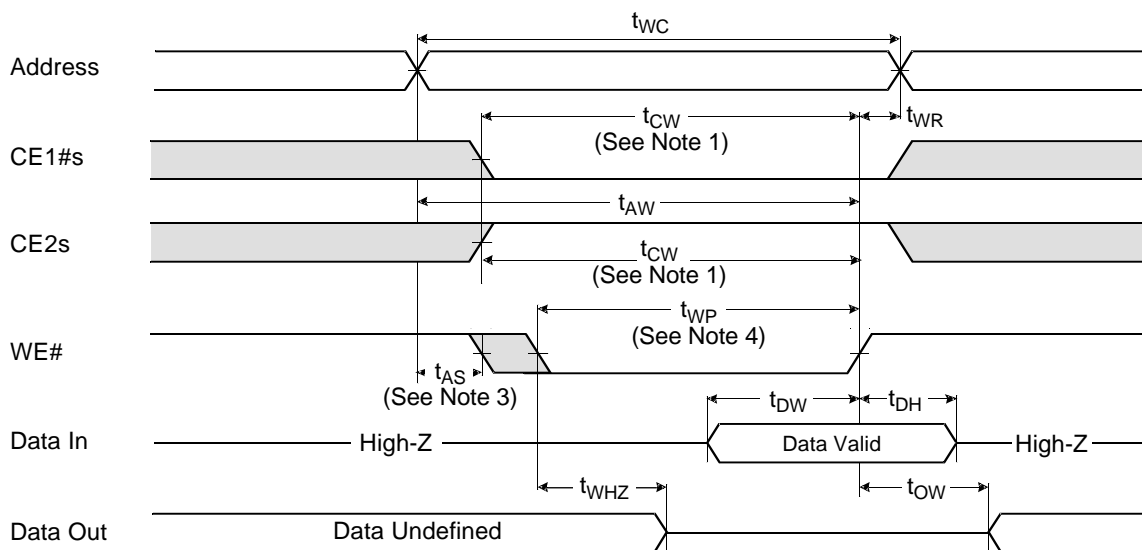 tWC
Address
tCW
(See Note 1)
tWR
CE1#s
tAW
CE2s
tCW
(See Note 1)
tWP
(See Note 4)
WE#
tAS
(See Note 3)
tDW
tDH
Data In
High-Z
Data Valid
High-Z
tWHZ
tOW
Data Out
Data Undefined